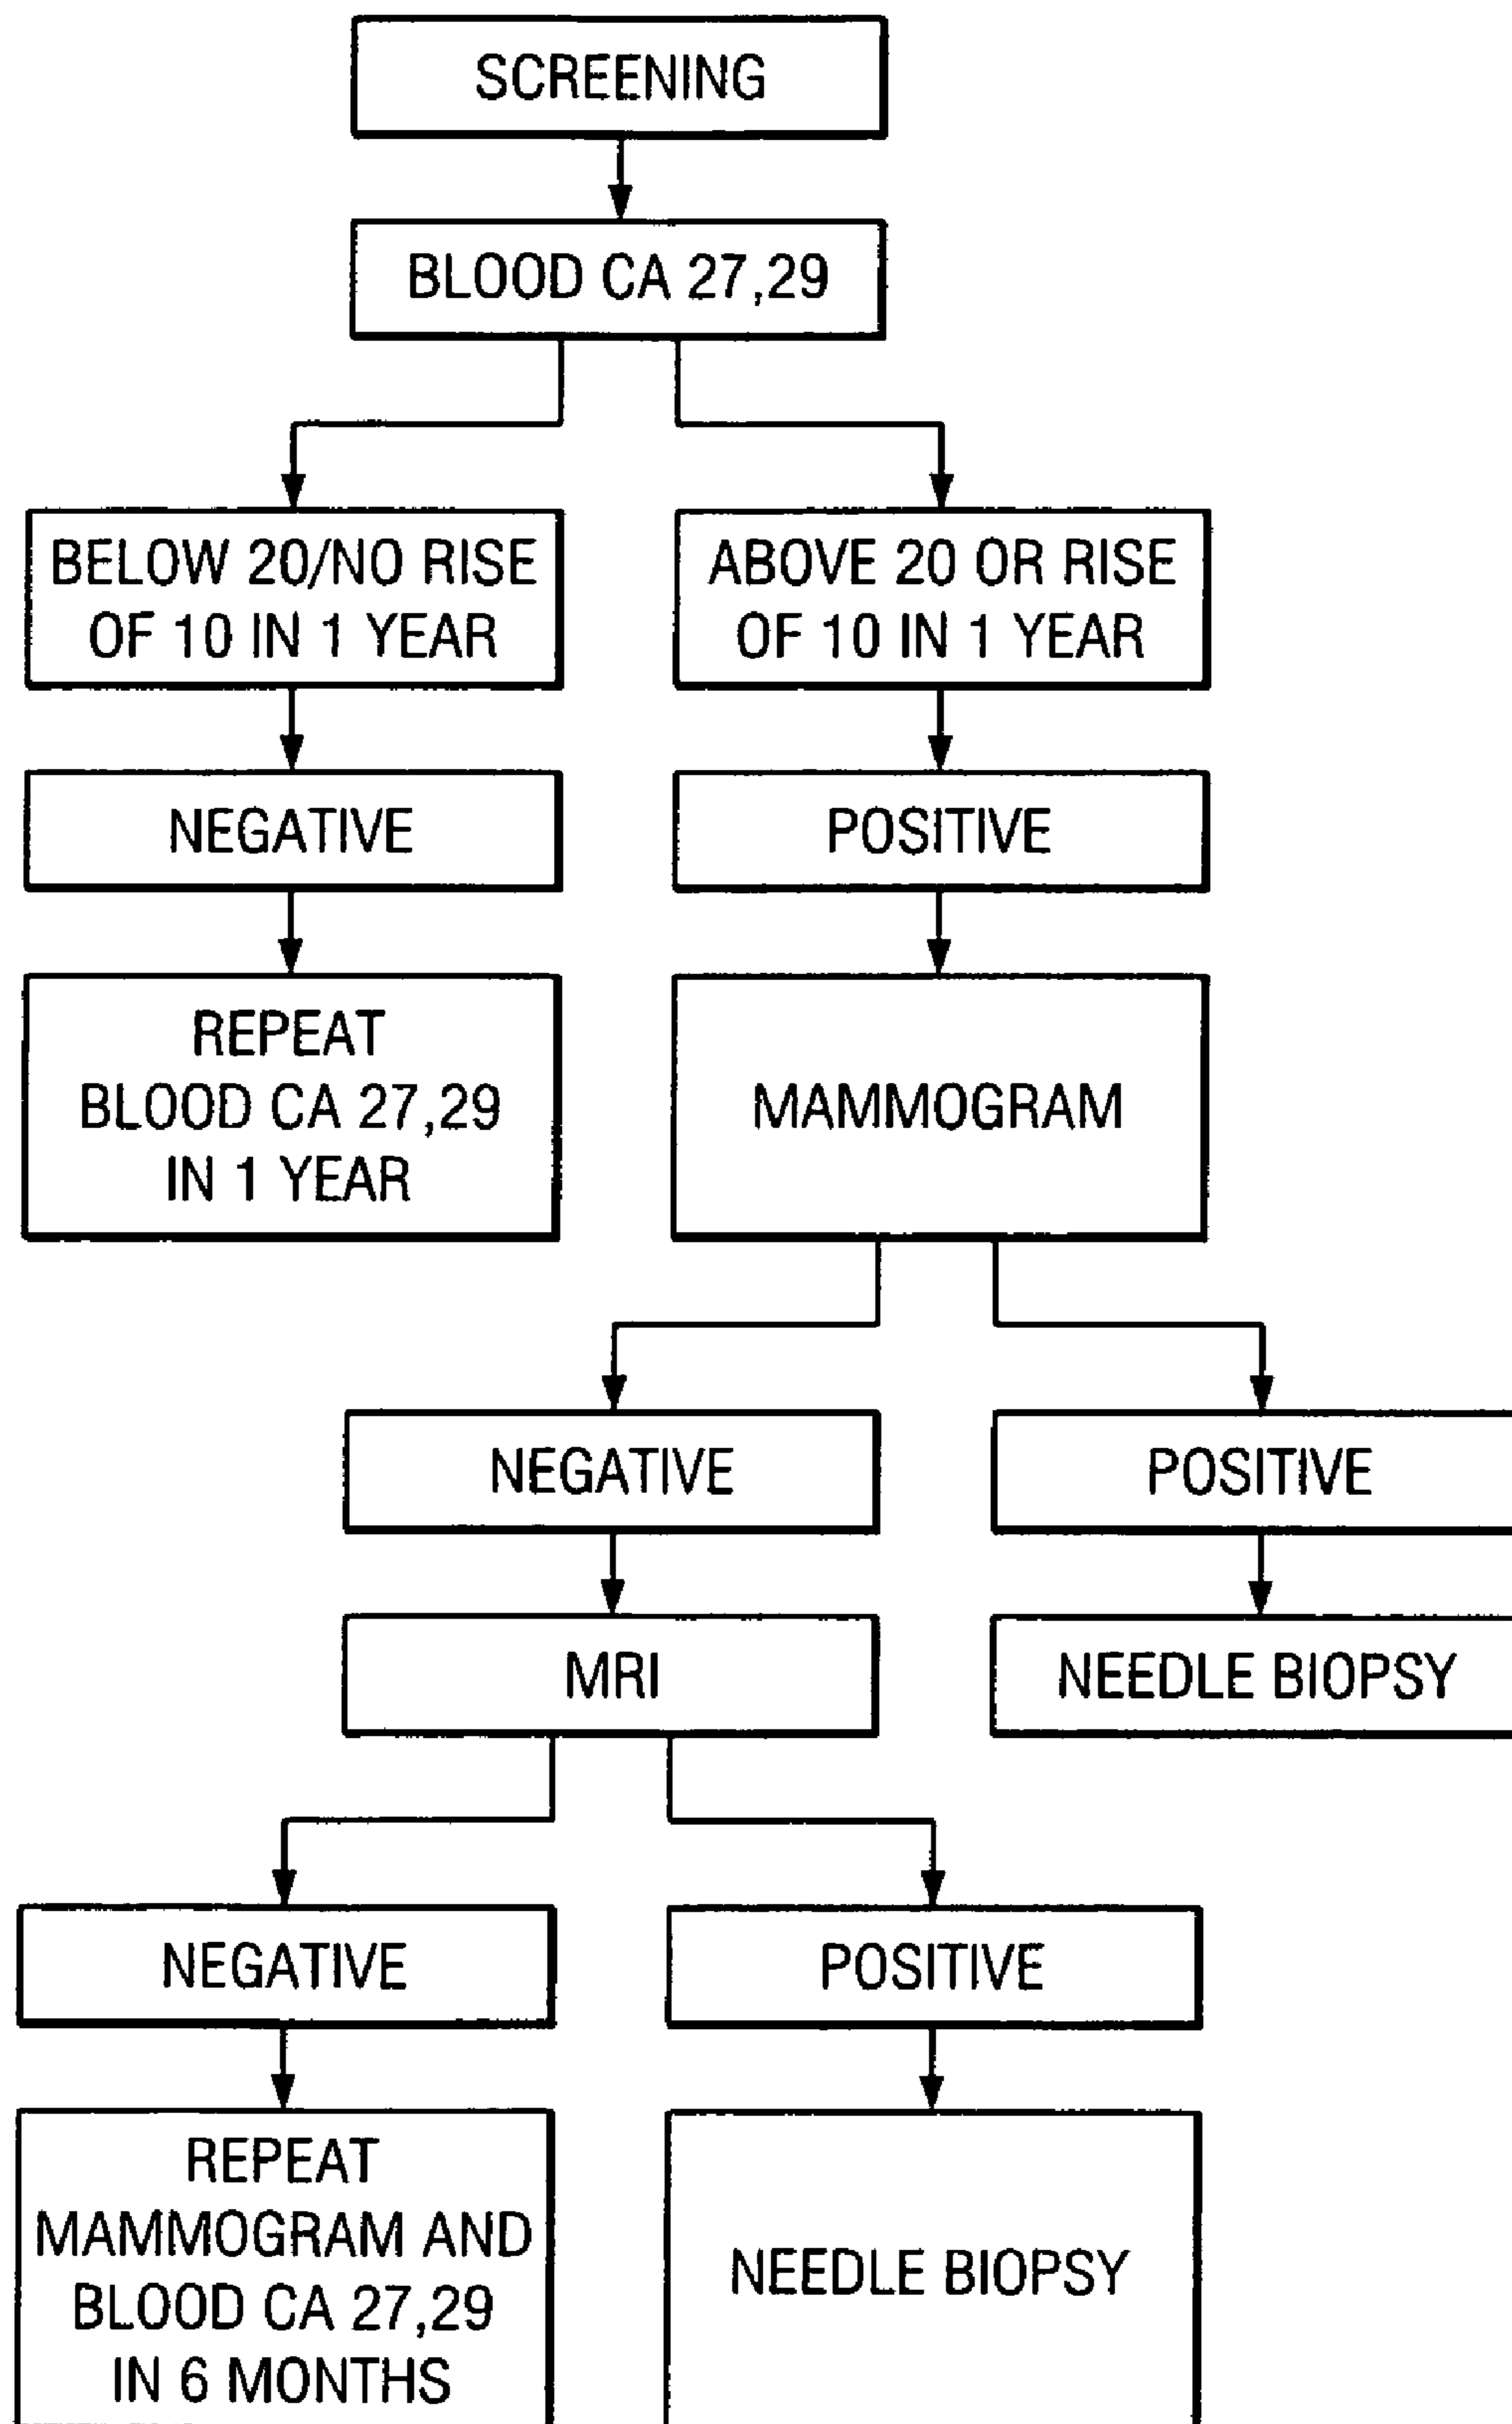 SCREENING
BLOOD CA 27,29
BELOW 20/NO RISE
OF 10 IN 1 YEAR
ABOVE 20 OR RISE
OF 10 IN 1 YEAR
NEGATIVE
POSITIVE
REPEAT
BLOOD CA 27,29
IN 1 YEAR
MAMMOGRAM
NEGATIVE
POSITIVE
MRI
NEEDLE BIOPSY
NEGATIVE
POSITIVE
REPEAT
MAMMOGRAM AND
BLOOD CA 27,29
IN 6 MONTHS
NEEDLE BIOPSY